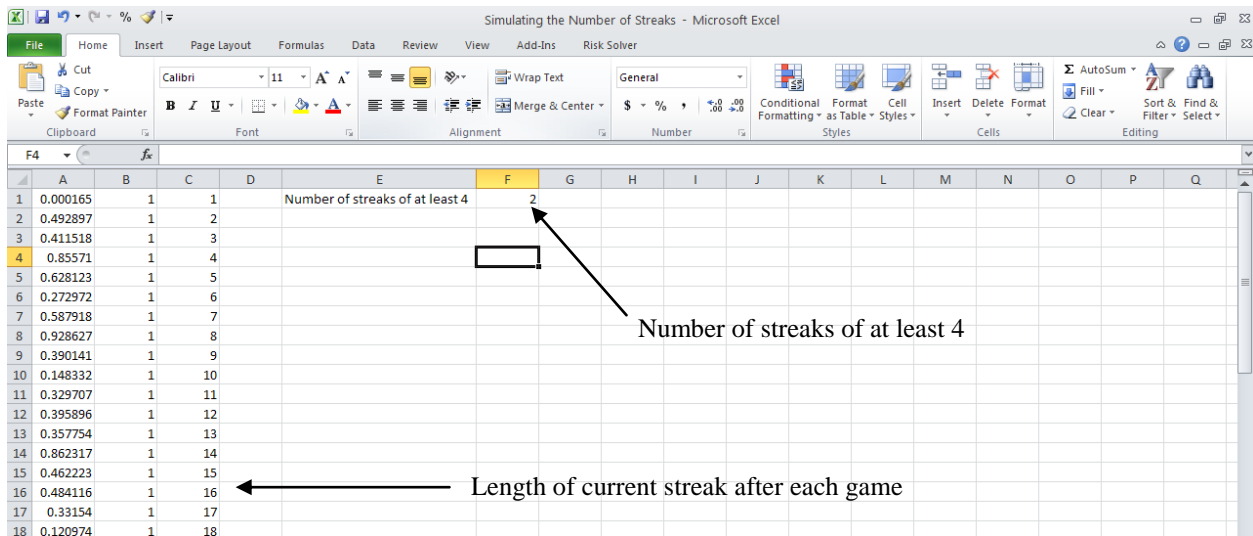 Simulating the Number of Streaks - Microsoft Excel
File Home Insert Page Layout Formulas Data Review View Add-Ins Risk Solver
Cut
Copy
Format Painter
Paste
Clipboard
Calibri 11 A A
B I U A
Font
Wrap Text
Merge & Center
Alignment
General
$ % , .0 .00 .00 .0
Number
Conditional Formatting
Format as Table
Cell Styles
Styles
Insert Delete Format
Cells
Σ AutoSum
Fill
Clear
Sort & Filter
Find & Select
Editing
F4 fx
A B C D E F G H I J K L M N O P Q
1 0.000165 1 1 Number of streaks of at least 4 2
2 0.492897 1 2
3 0.411518 1 3
4 0.85571 1 4
5 0.628123 1 5
6 0.272972 1 6
7 0.587918 1 7
Number of streaks of at least 4
8 0.928627 1 8
9 0.390141 1 9
10 0.148332 1 10
11 0.329707 1 11
12 0.395896 1 12
13 0.357754 1 13
14 0.862317 1 14
15 0.462223 1 15
Length of current streak after each game
16 0.484116 1 16
17 0.33154 1 17
18 0.120974 1 18